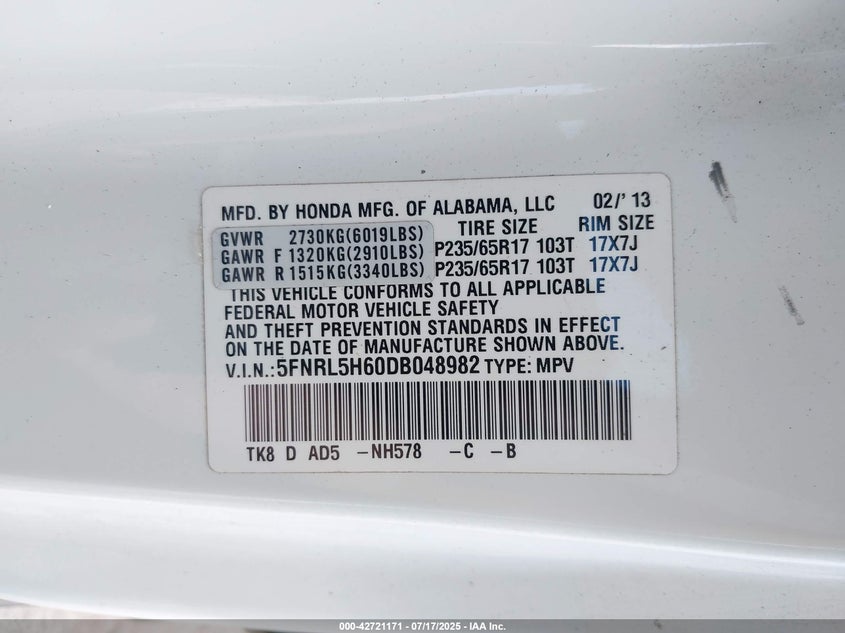 MFD. BY HONDA MFG. OF ALABAMA, LLC 02/' 13
TIRE SIZE RIM SIZE
GVWR 2730KG(6019LBS)
GAWR F 1320KG(2910LBS) P235/65R17 103T 17X7J
GAWR R 1515KG(3340LBS) P235/65R17 103T 17X7J
THIS VEHICLE CONFORMS TO ALL APPLICABLE
FEDERAL MOTOR VEHICLE SAFETY
AND THEFT PREVENTION STANDARDS IN EFFECT
ON THE DATE OF MANUFACTURE SHOWN ABOVE.
V.I.N.:5FNRL5H60DB048982 TYPE: MPV
TK8 D AD5 -NH578 -C -B
000-42721171 - 07/17/2025 - IAA Inc.